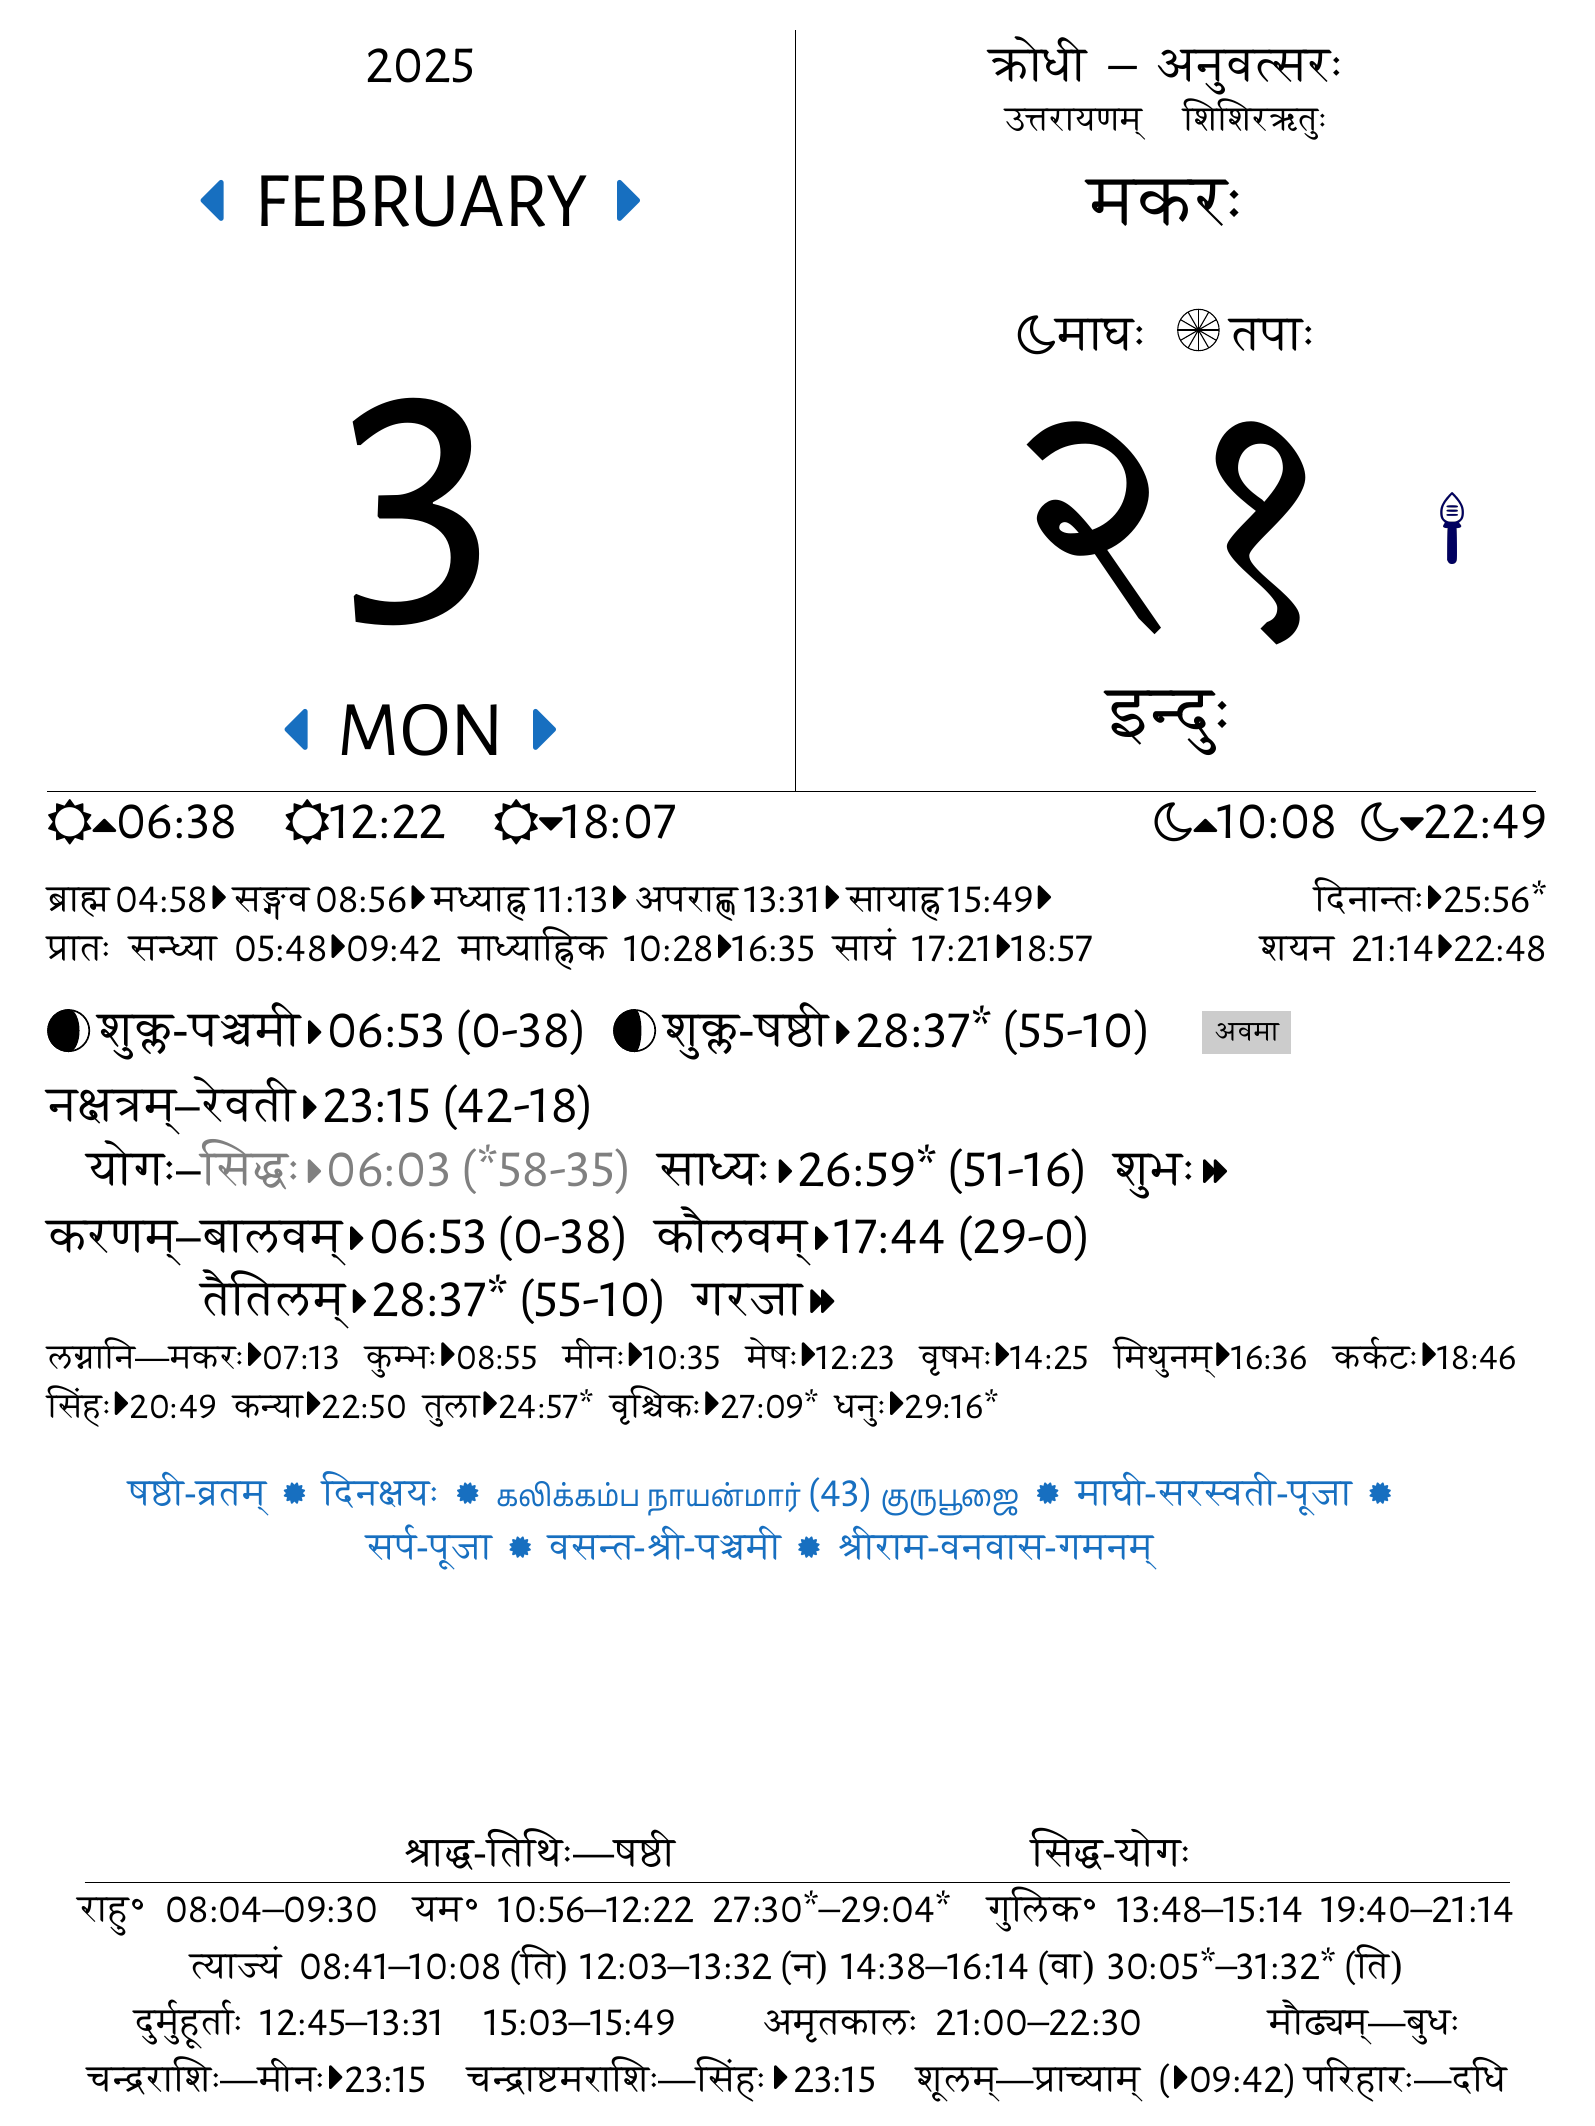 2025
FEBRUARY
3
MON
क्रोधी – अनुवत्सरः
उत्तरायणम् शिशिरऋतुः
मकरः
माघः तपाः
२१
इन्दुः
06:38 12:22 18:07 10:08 22:49
ब्राह्म 04:58 सङ्गव 08:56 मध्याह्न 11:13 अपराह्ण 13:31 सायाह्न 15:49 दिनान्तः 25:56*
प्रातः सन्ध्या 05:48 09:42 माध्याह्निक 10:28 16:35 सायं 17:21 18:57 शयन 21:14 22:48
शुक्ल-पञ्चमी 06:53 (0-38) शुक्ल-षष्ठी 28:37* (55-10) अवमा
नक्षत्रम्–रेवती 23:15 (42-18)
योगः–सिद्धः 06:03 (*58-35) साध्यः 26:59* (51-16) शुभः
करणम्–बालवम् 06:53 (0-38) कौलवम् 17:44 (29-0)
तैतिलम् 28:37* (55-10) गरजा
लग्नानि—मकरः 07:13 कुम्भः 08:55 मीनः 10:35 मेषः 12:23 वृषभः 14:25 मिथुनम् 16:36 कर्कटः 18:46
सिंहः 20:49 कन्या 22:50 तुला 24:57* वृश्चिकः 27:09* धनुः 29:16*
षष्ठी-व्रतम् ✹ दिनक्षयः ✹ கலிக்கம்ப நாயன்மார் (43) குருபூஜை ✹ माघी-सरस्वती-पूजा ✹
सर्प-पूजा ✹ वसन्त-श्री-पञ्चमी ✹ श्रीराम-वनवास-गमनम्
श्राद्ध-तिथिः—षष्ठी सिद्ध-योगः
राहु॰ 08:04–09:30 यम॰ 10:56–12:22 27:30*–29:04* गुलिक॰ 13:48–15:14 19:40–21:14
त्याज्यं 08:41–10:08 (ति) 12:03–13:32 (न) 14:38–16:14 (वा) 30:05*–31:32* (ति)
दुर्मुहूर्ताः 12:45–13:31 15:03–15:49 अमृतकालः 21:00–22:30 मौढ्यम्—बुधः
चन्द्रराशिः—मीनः 23:15 चन्द्राष्टमराशिः—सिंहः 23:15 शूलम्—प्राच्याम् ( 09:42) परिहारः—दधि